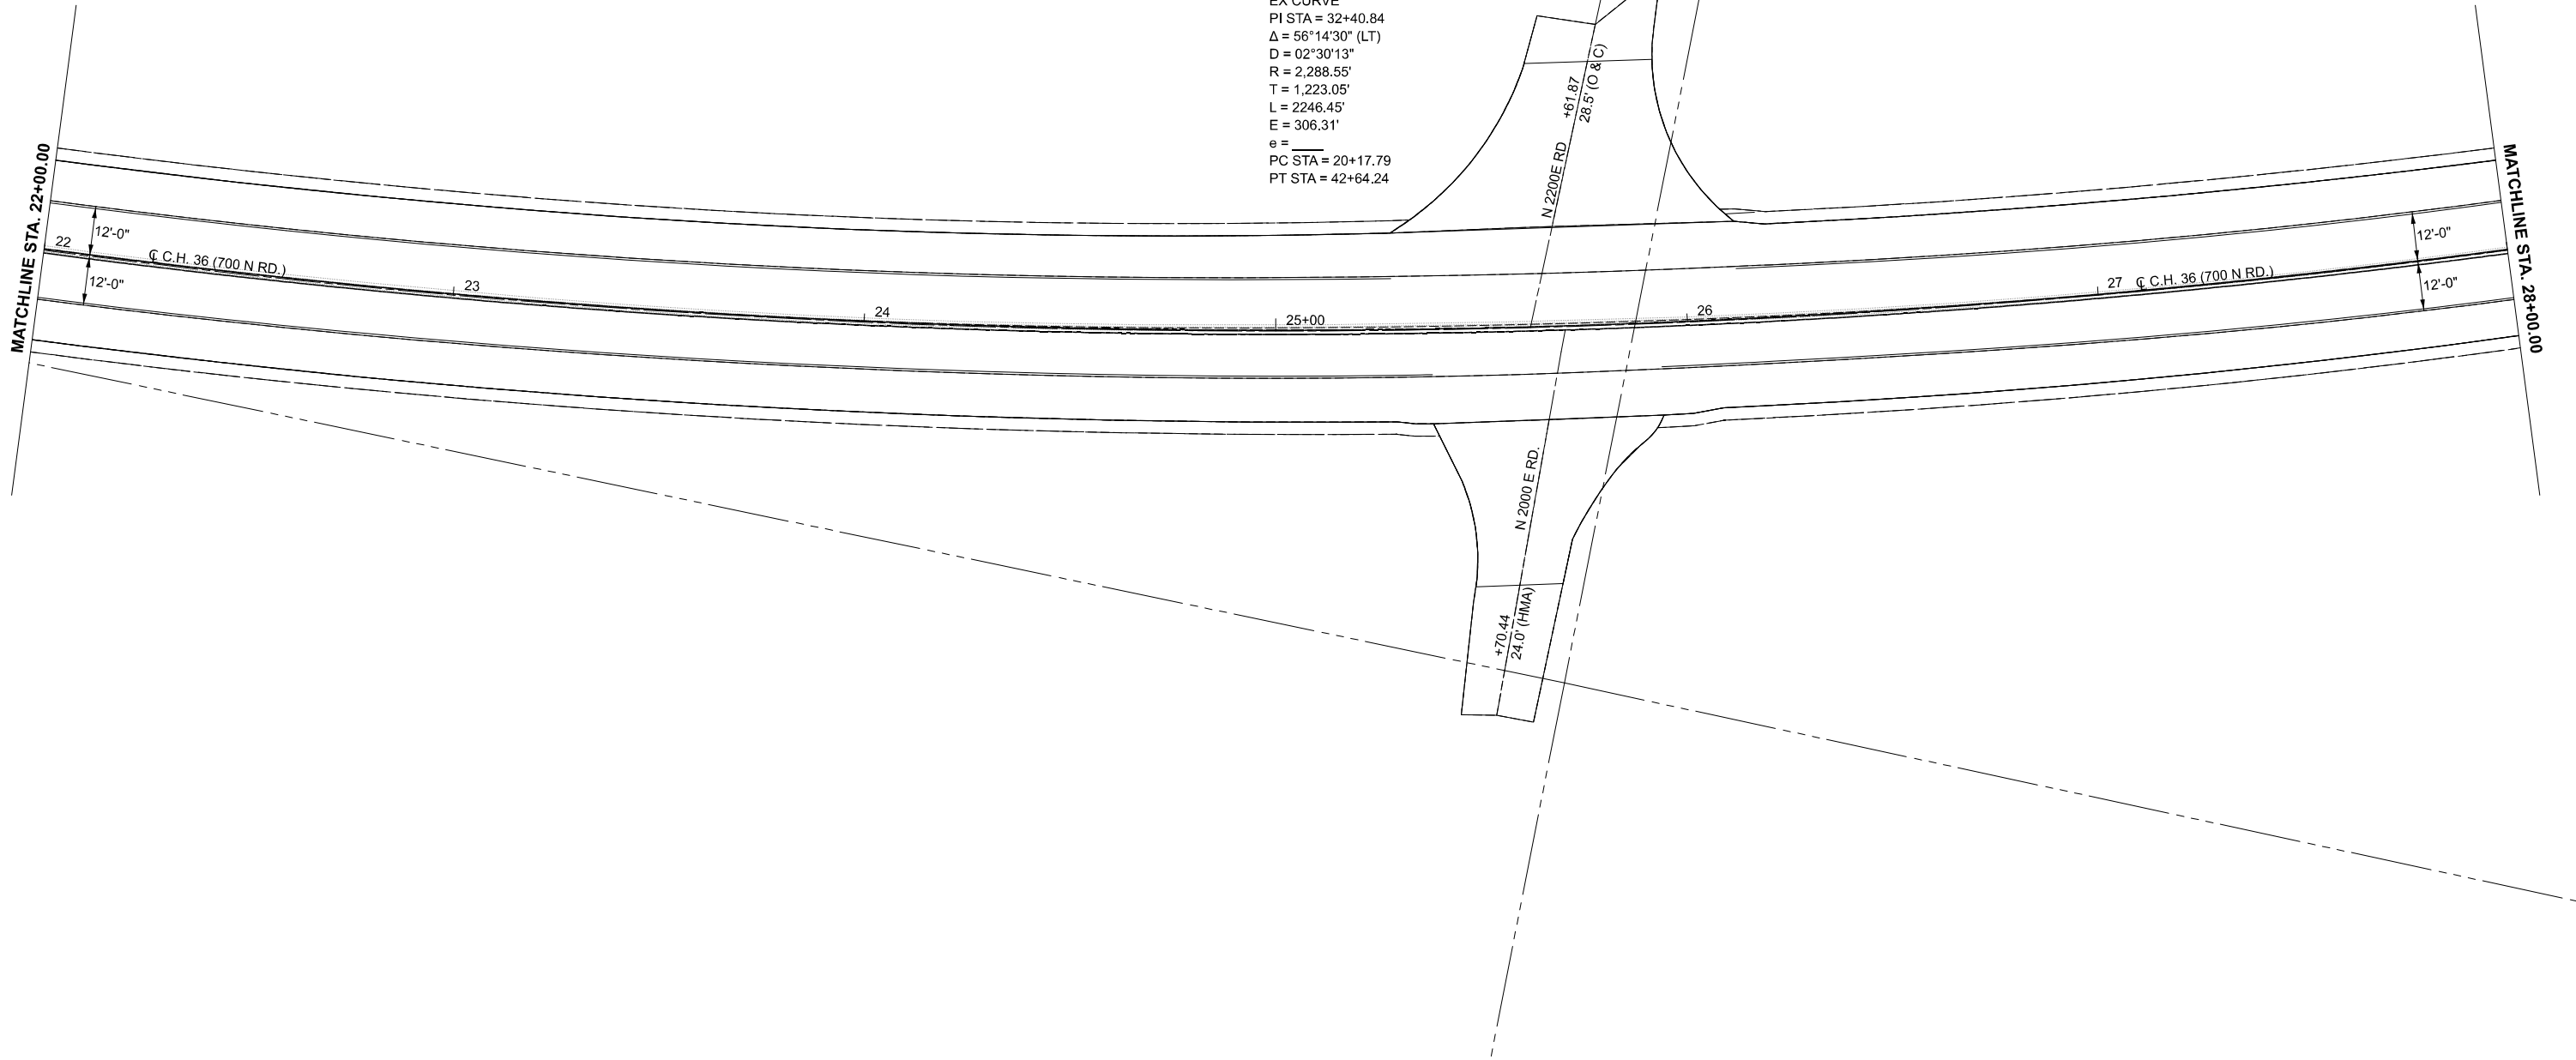 EX CURVE
PI STA = 32+40.84
Δ = 56°14'30" (LT)
D = 02°30'13"
R = 2,288.55'
T = 1,223.05'
L = 2246.45'
E = 306.31'
e = ____
PC STA = 20+17.79
PT STA = 42+64.24
+61.87
28.5' (O & C)
N 2200E RD
MATCHLINE STA. 22+00.00
12'-0"
22
℄ C.H. 36 (700 N RD.)
12'-0"
23
24
25+00
26
27
℄ C.H. 36 (700 N RD.)
12'-0"
12'-0"
MATCHLINE STA. 28+00.00
N 2000 E RD.
+70.44
24.0' (HMA)